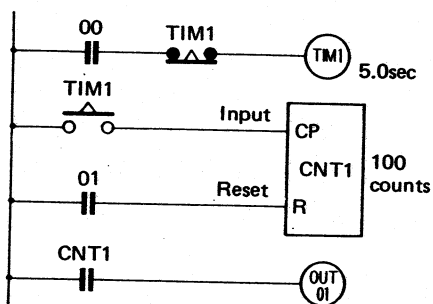 00
TIM1
TIM1
5.0sec
TIM1
Input
CP
CNT1
100
counts
01
Reset
R
CNT1
OUT
01